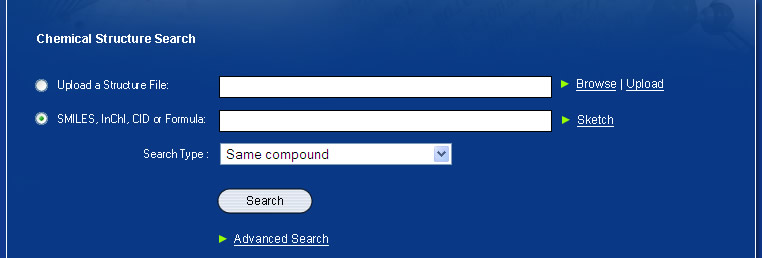 Chemical Structure Search
Upload a Structure File: Browse | Upload
SMILES, InChI, CID or Formula: Sketch
Search Type : Same compound
Search
Advanced Search